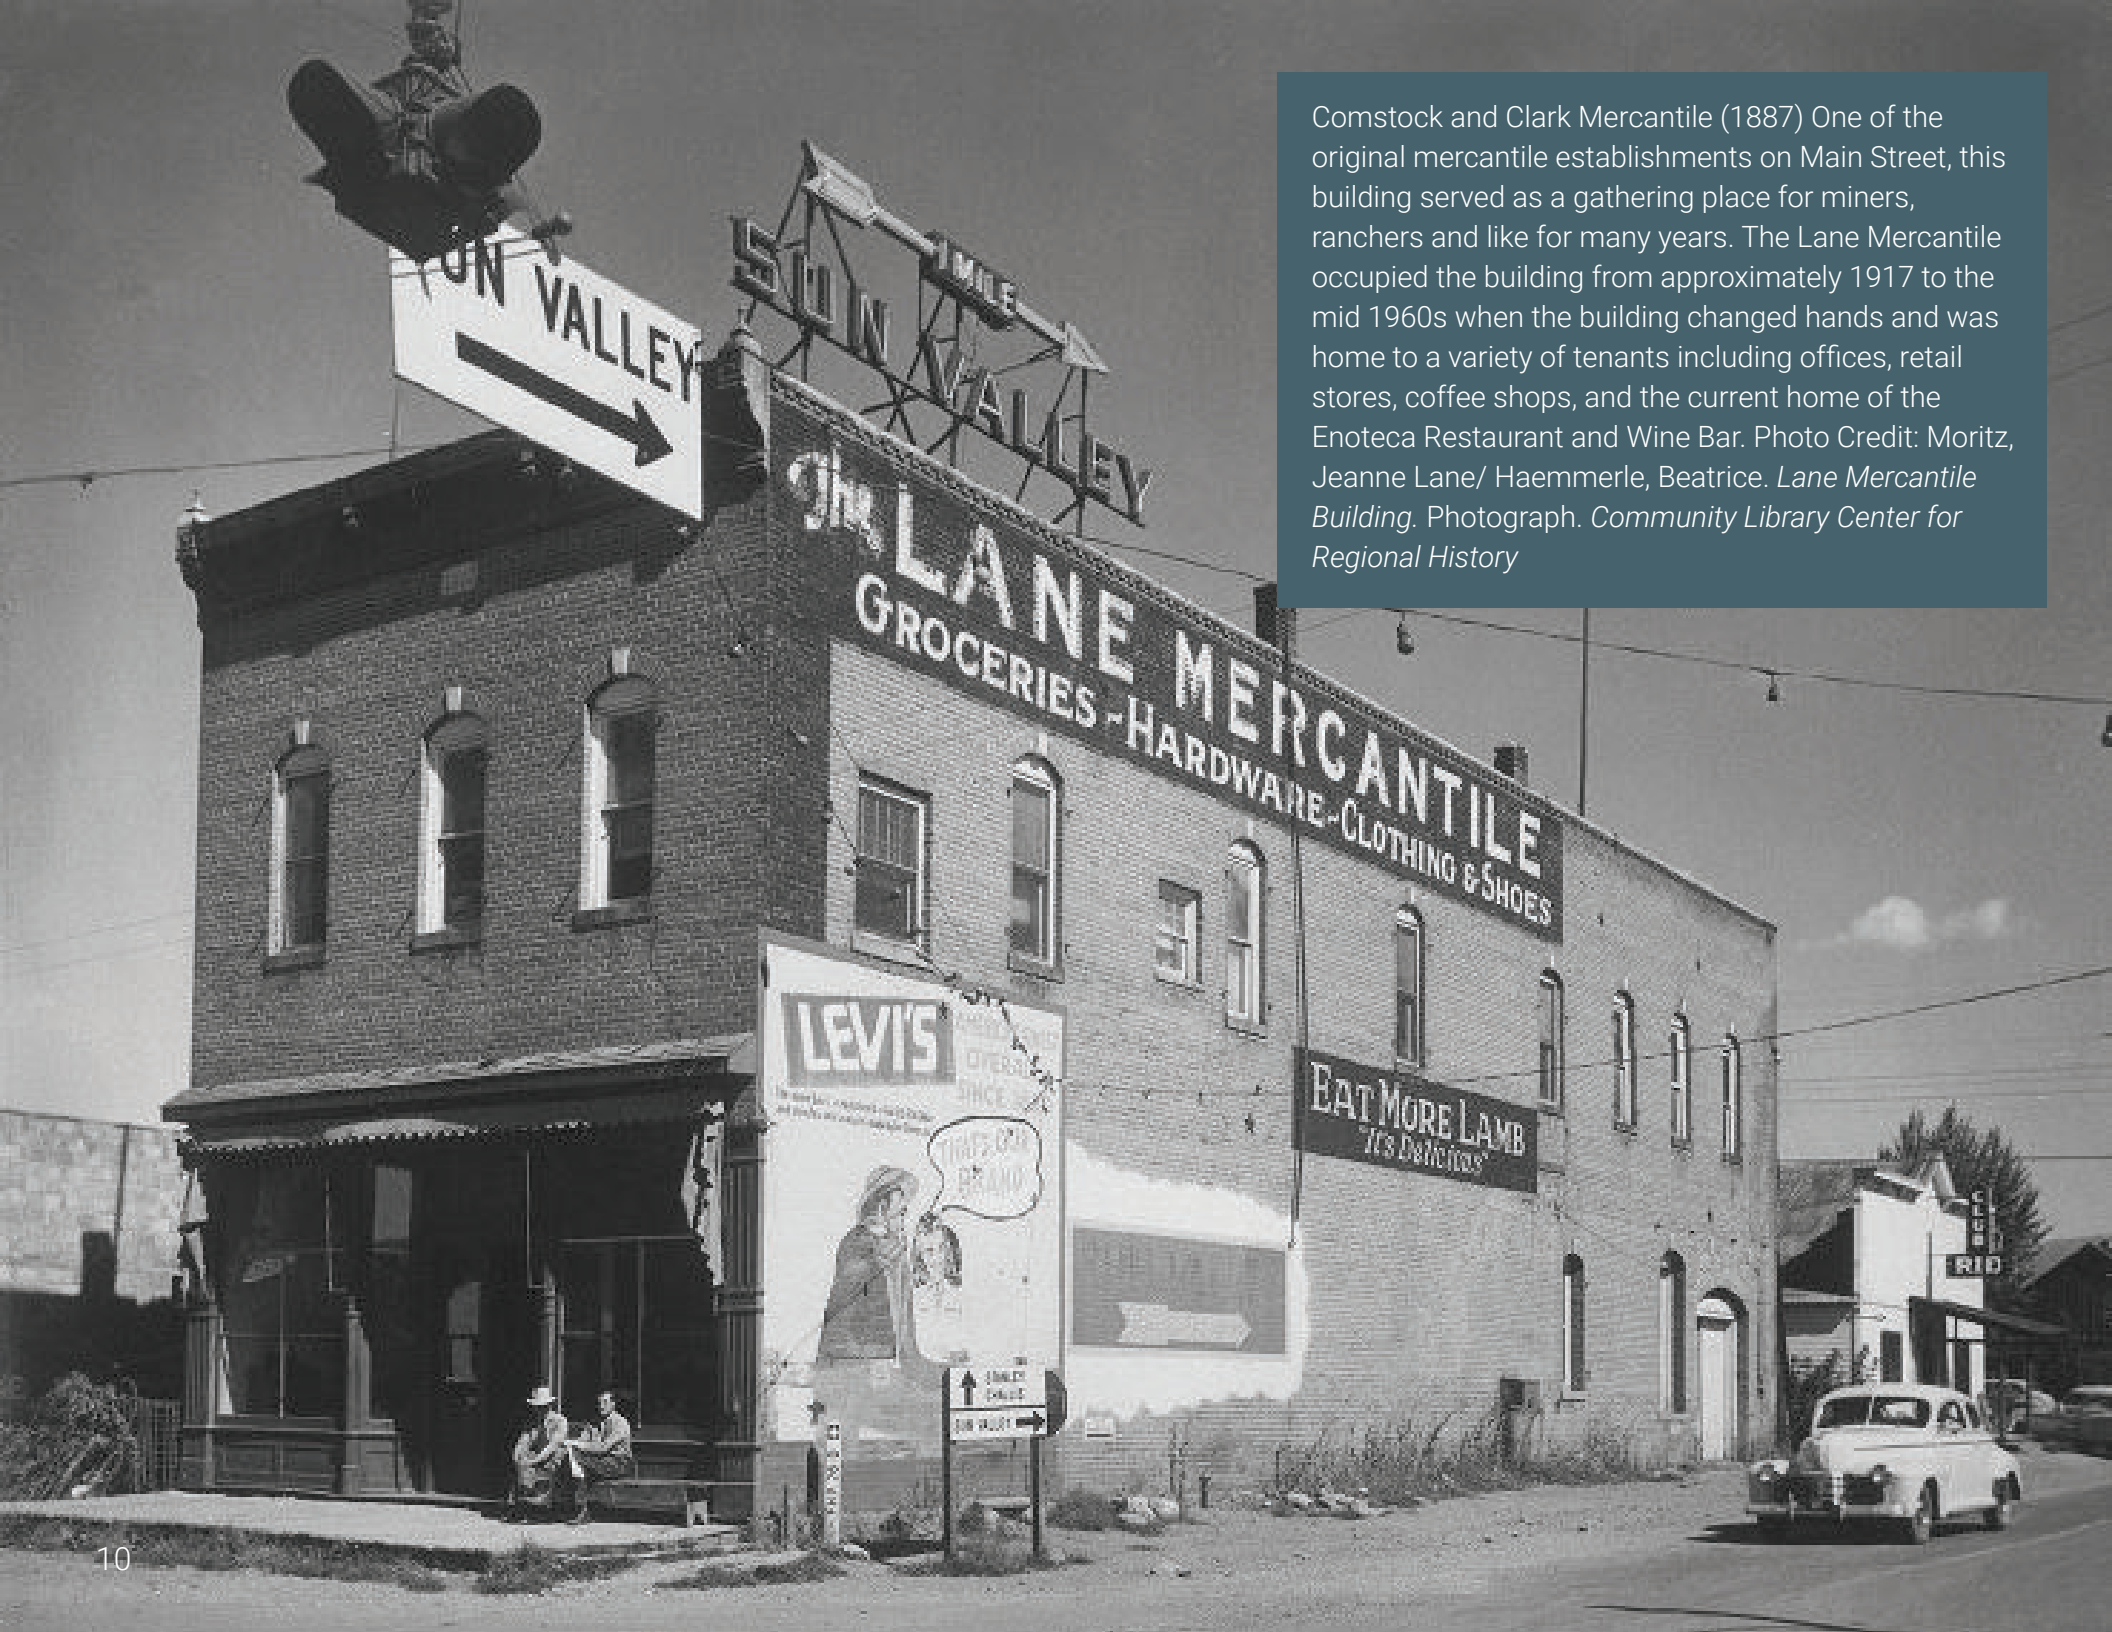 Comstock and Clark Mercantile (1887) One of the
original mercantile establishments on Main Street, this
building served as a gathering place for miners,
ranchers and like for many years. The Lane Mercantile
occupied the building from approximately 1917 to the
mid 1960s when the building changed hands and was
home to a variety of tenants including offices, retail
stores, coffee shops, and the current home of the
Enoteca Restaurant and Wine Bar. Photo Credit: Moritz,
Jeanne Lane/ Haemmerle, Beatrice. Lane Mercantile
Building. Photograph. Community Library Center for
Regional History
UN VALLEY
1 MILE
SUN VALLEY
The LANE MERCANTILE
GROCERIES-HARDWARE-CLOTHING & SHOES
LEVI'S
OVERALLS
SINCE
EAT MORE LAMB
"It's Delicious"
CLUB
RIO
STANLEY
CHALLIS
SUN VALLEY
10